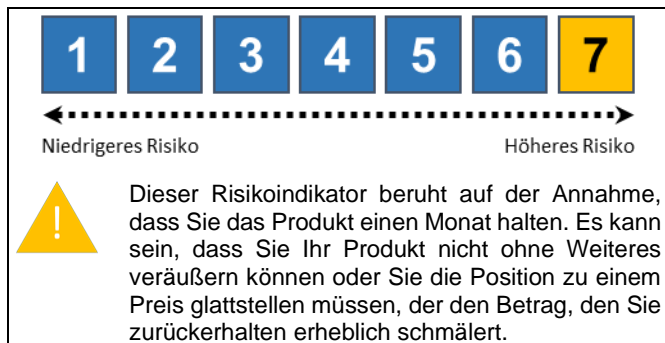 1 2 3 4 5 6 7
Niedrigeres Risiko Höheres Risiko
!
Dieser Risikoindikator beruht auf der Annahme,
dass Sie das Produkt einen Monat halten. Es kann
sein, dass Sie Ihr Produkt nicht ohne Weiteres
veräußern können oder Sie die Position zu einem
Preis glattstellen müssen, der den Betrag, den Sie
zurückerhalten erheblich schmälert.